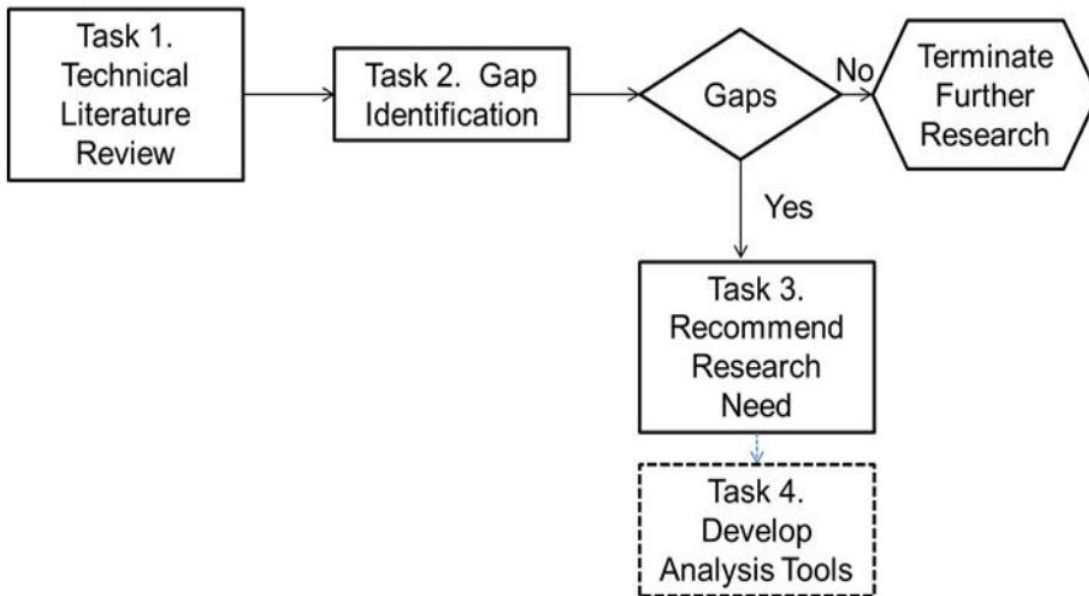 Task 1.
Technical
Literature
Review
Task 2.  Gap
Identification
Gaps
No
Terminate
Further
Research
Yes
Task 3.
Recommend
Research
Need
Task 4.
Develop
Analysis Tools